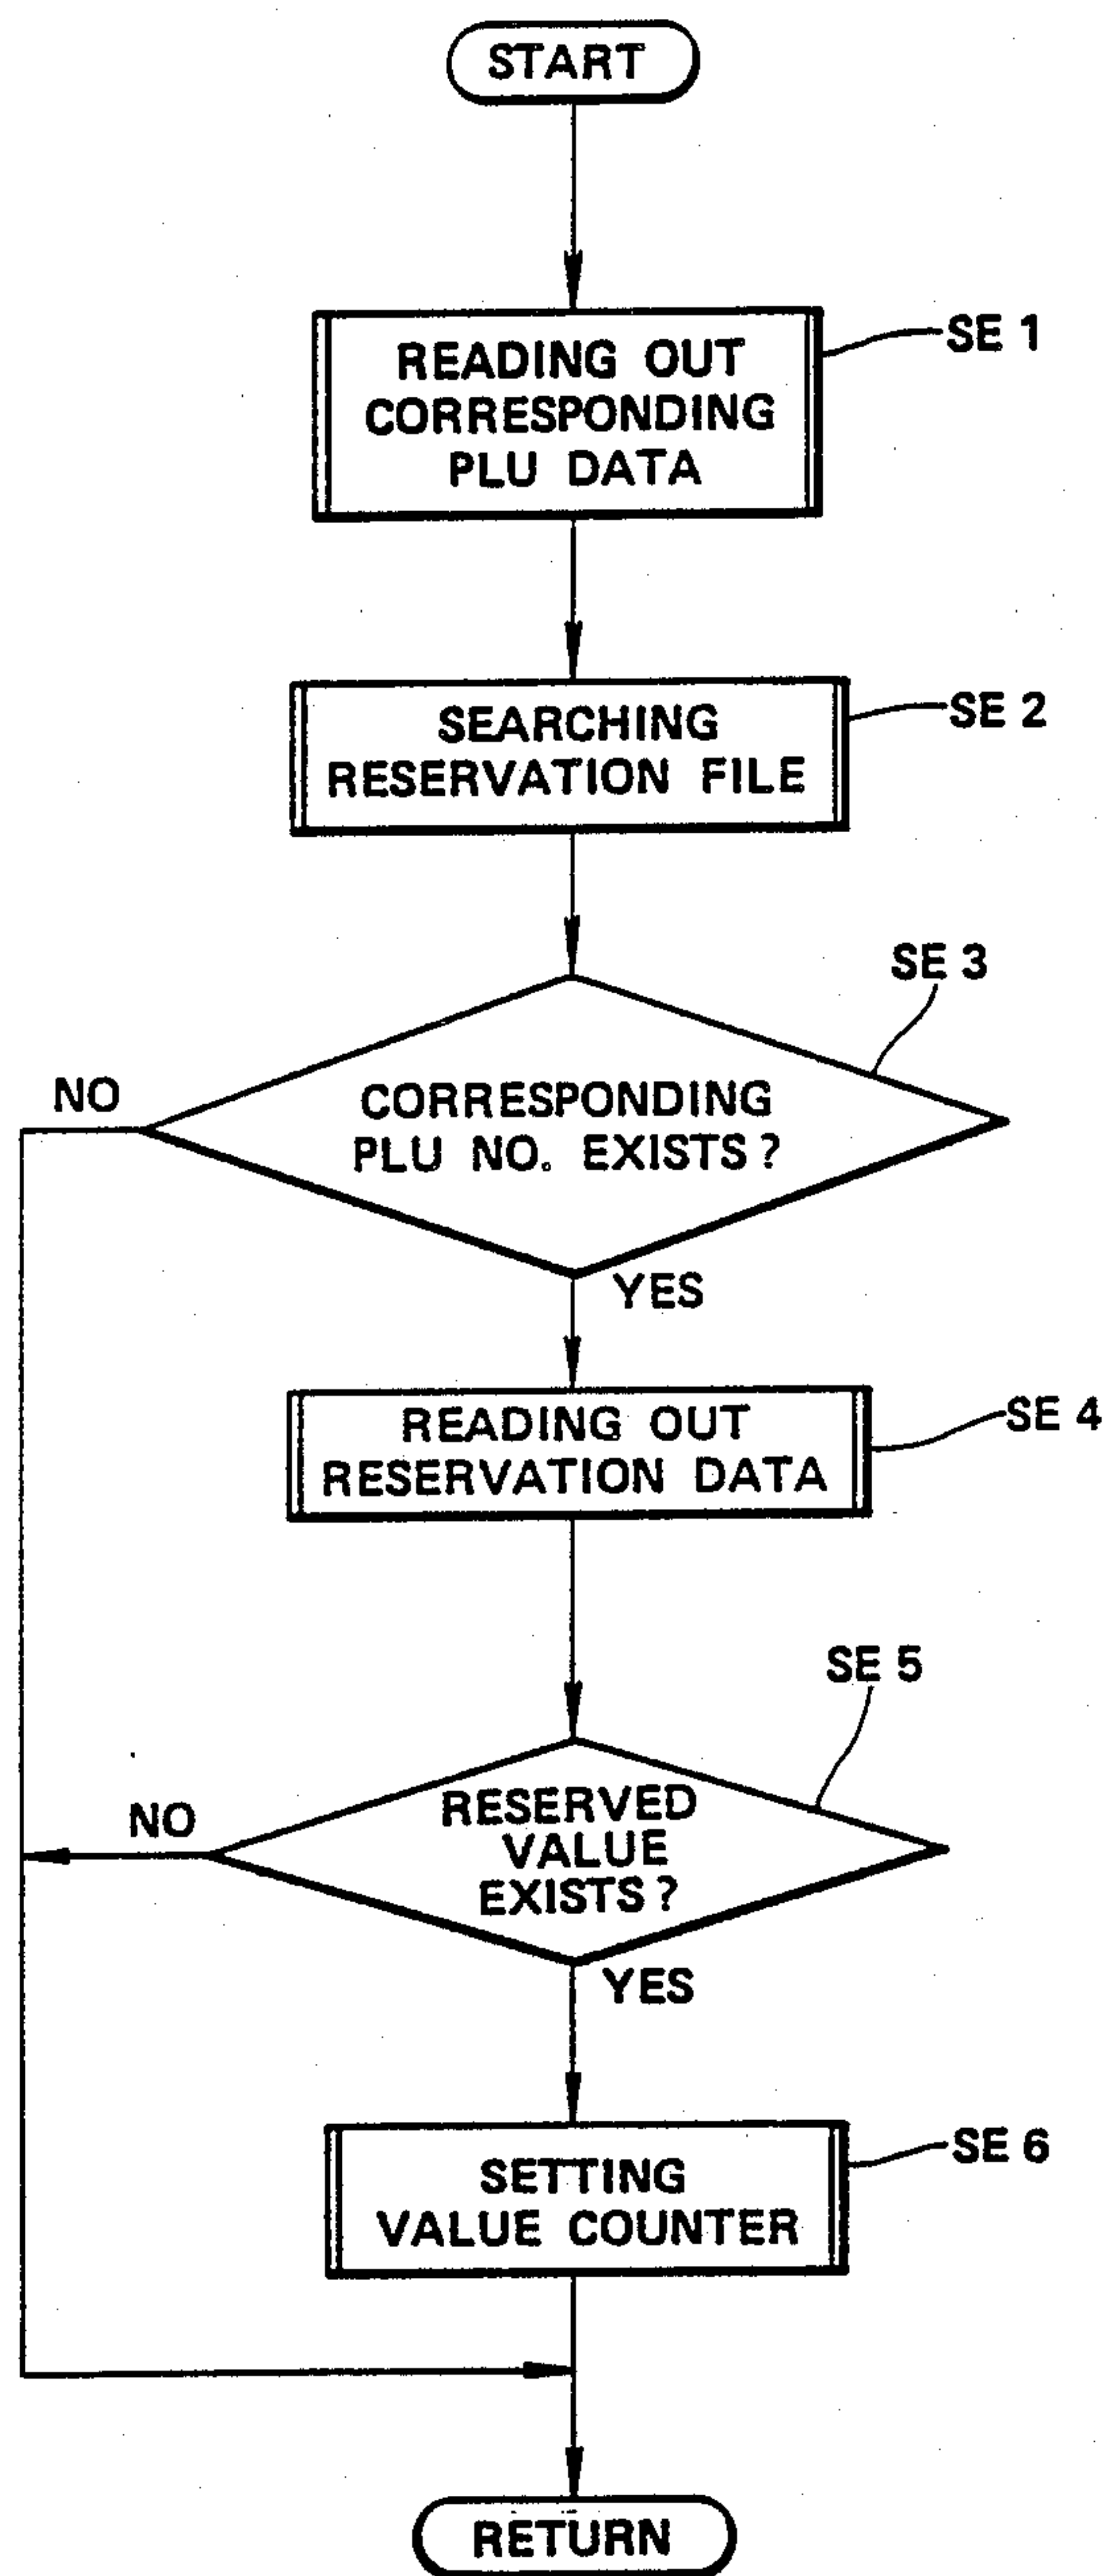 START
READING OUT
CORRESPONDING
PLU DATA
SE 1
SEARCHING
RESERVATION FILE
SE 2
SE 3
NO
CORRESPONDING
PLU NO. EXISTS?
YES
READING OUT
RESERVATION DATA
SE 4
SE 5
NO
RESERVED
VALUE
EXISTS?
YES
SETTING
VALUE COUNTER
SE 6
RETURN